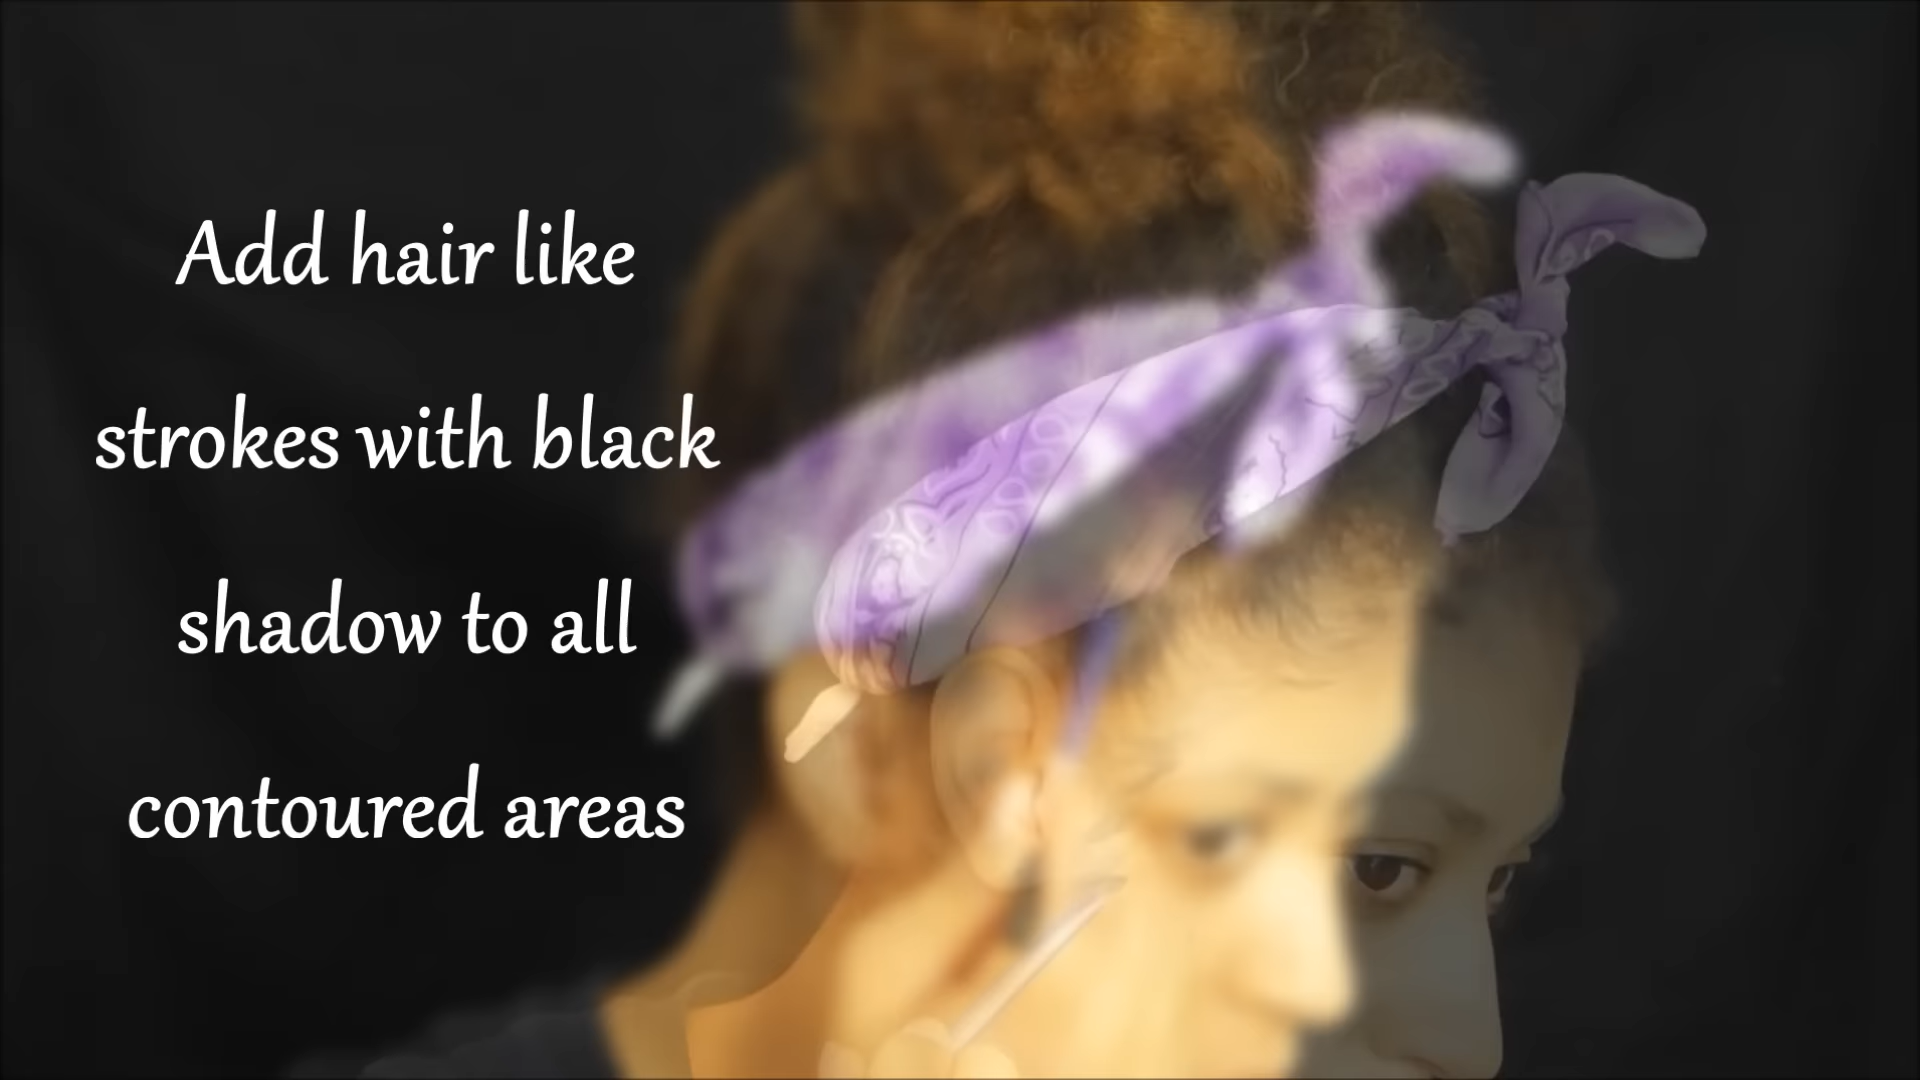 Add hair like
strokes with black
shadow to all
contoured areas